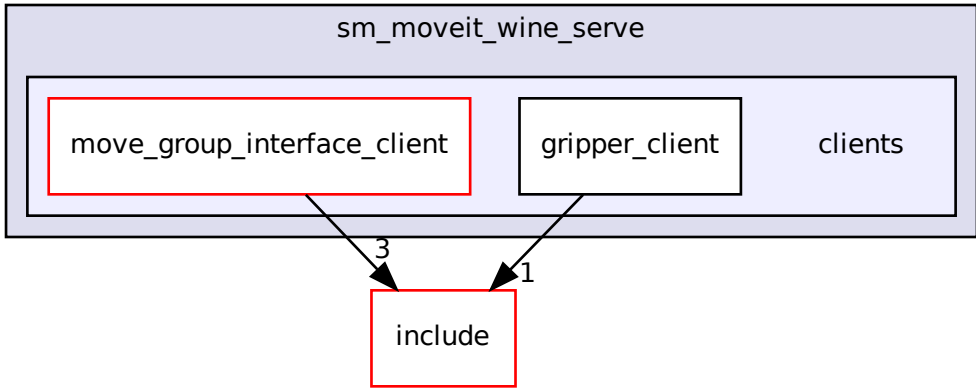 sm_moveit_wine_serve
move_group_interface_client
gripper_client
clients
3
1
include